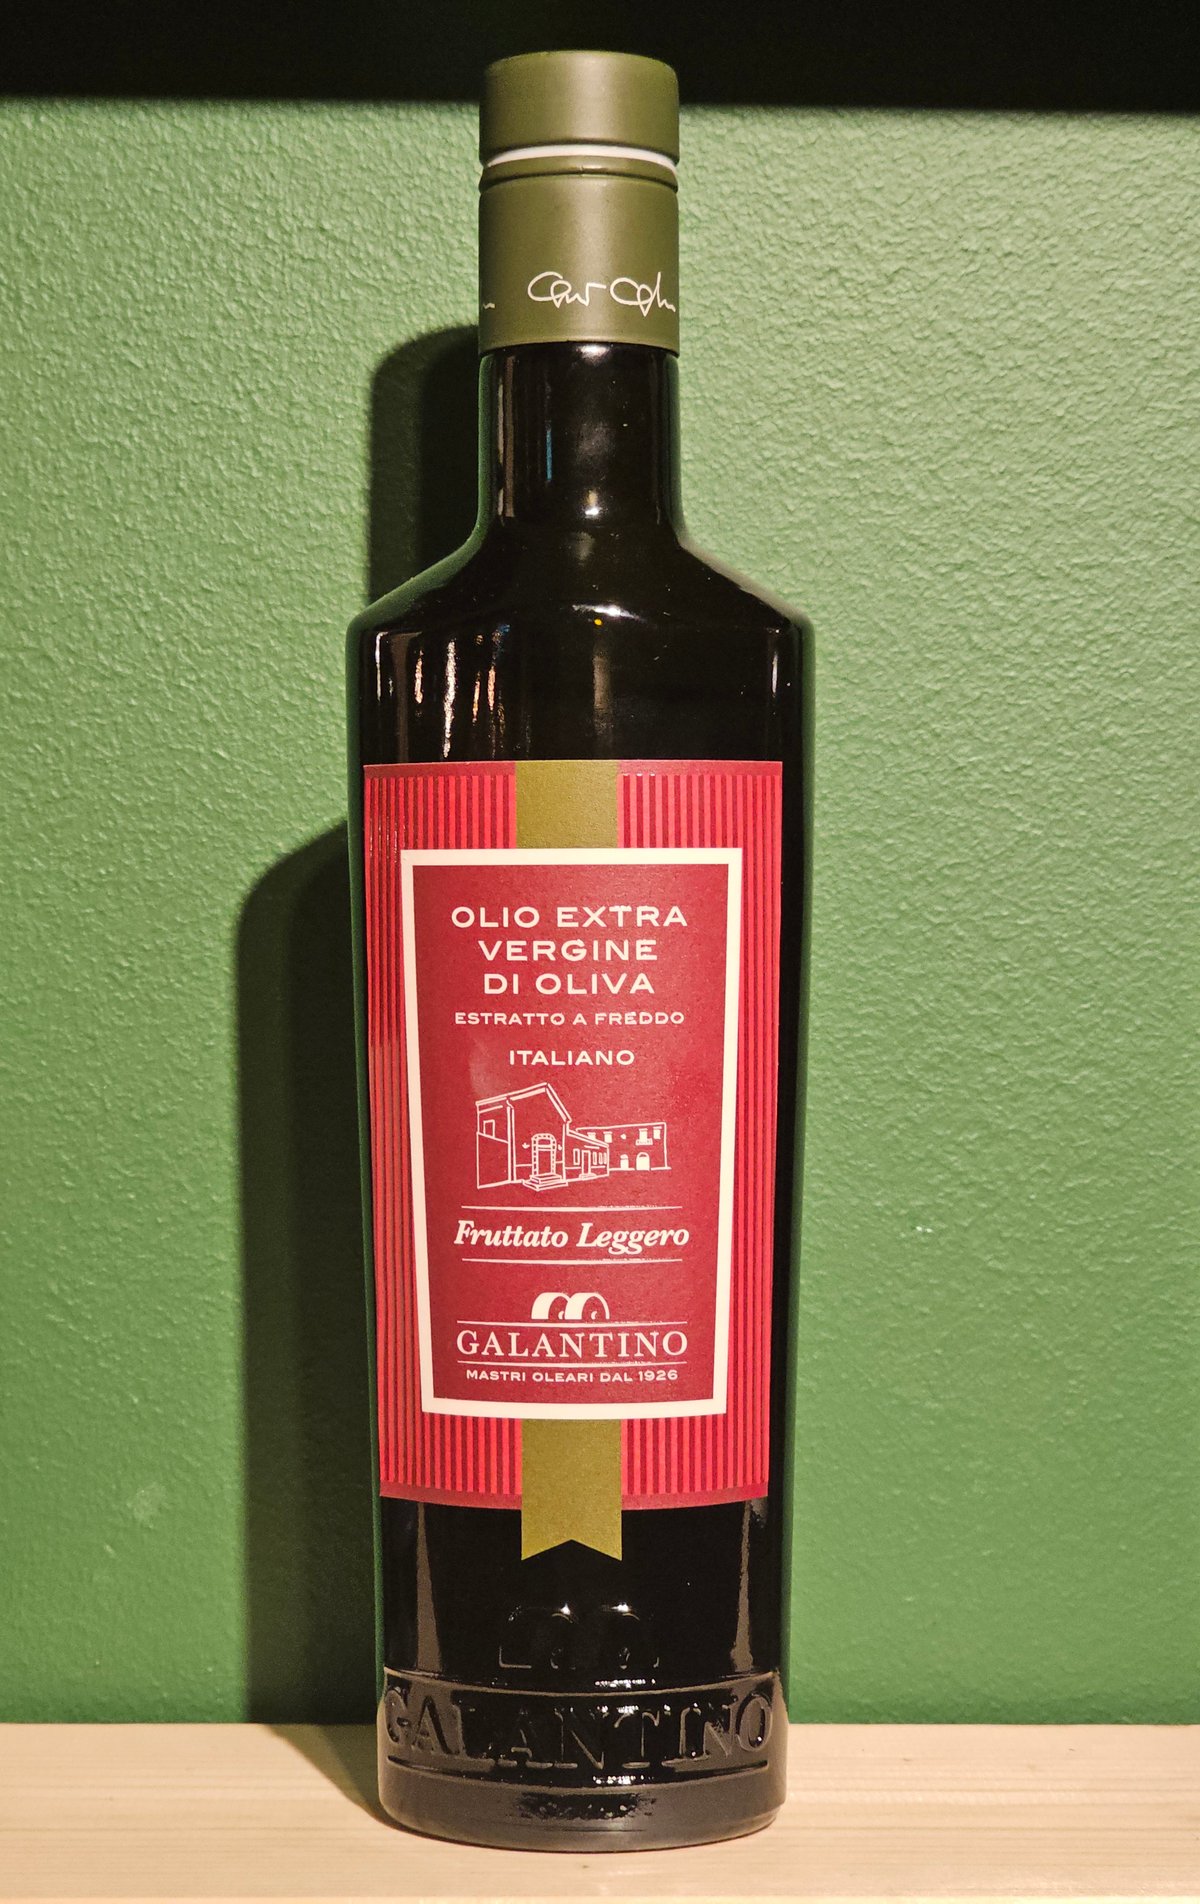 OLIO EXTRA
VERGINE
DI OLIVA
ESTRATTO A FREDDO
ITALIANO
Fruttato Leggero
GALANTINO
MASTRI OLEARI DAL 1926
GALANTINO